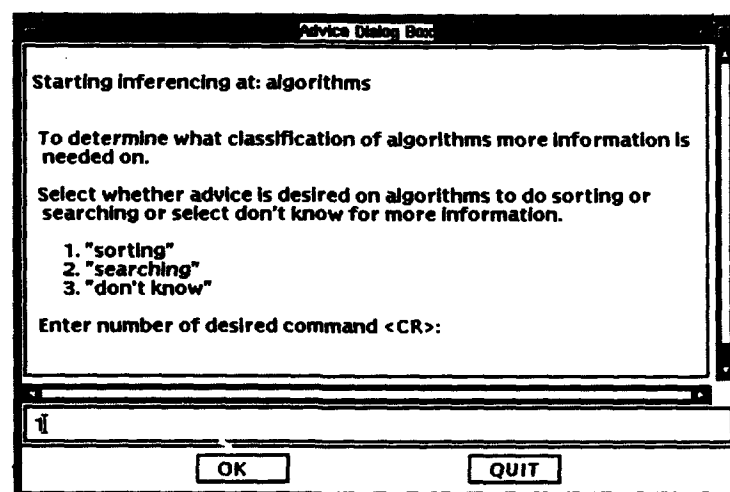 Advice Dialog Box
Starting inferencing at: algorithms
To determine what classification of algorithms more information is
needed on.
Select whether advice is desired on algorithms to do sorting or
searching or select don't know for more information.
1. "sorting"
2. "searching"
3. "don't know"
Enter number of desired command <CR>:
1
OK
QUIT